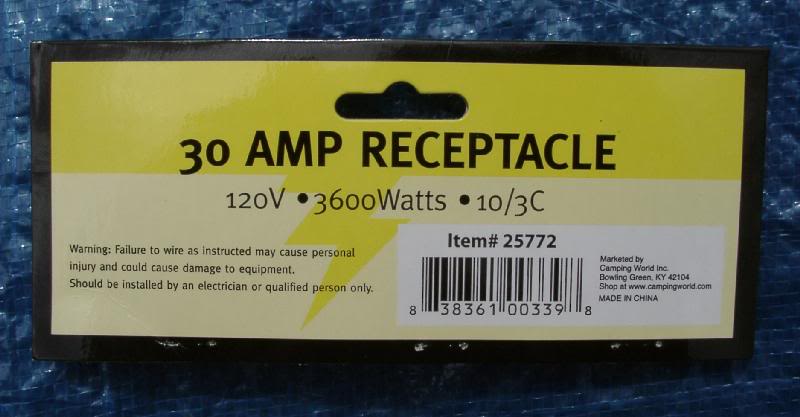 30 AMP RECEPTACLE
120V • 3600Watts • 10/3C
Warning: Failure to wire as instructed may cause personal
injury and could cause damage to equipment.
Should be installed by an electrician or qualified person only.
Item# 25772
8 38361 00339 8
Marketed by
Camping World Inc.
Bowling Green, KY 42104
Shop at www.campingworld.com
MADE IN CHINA